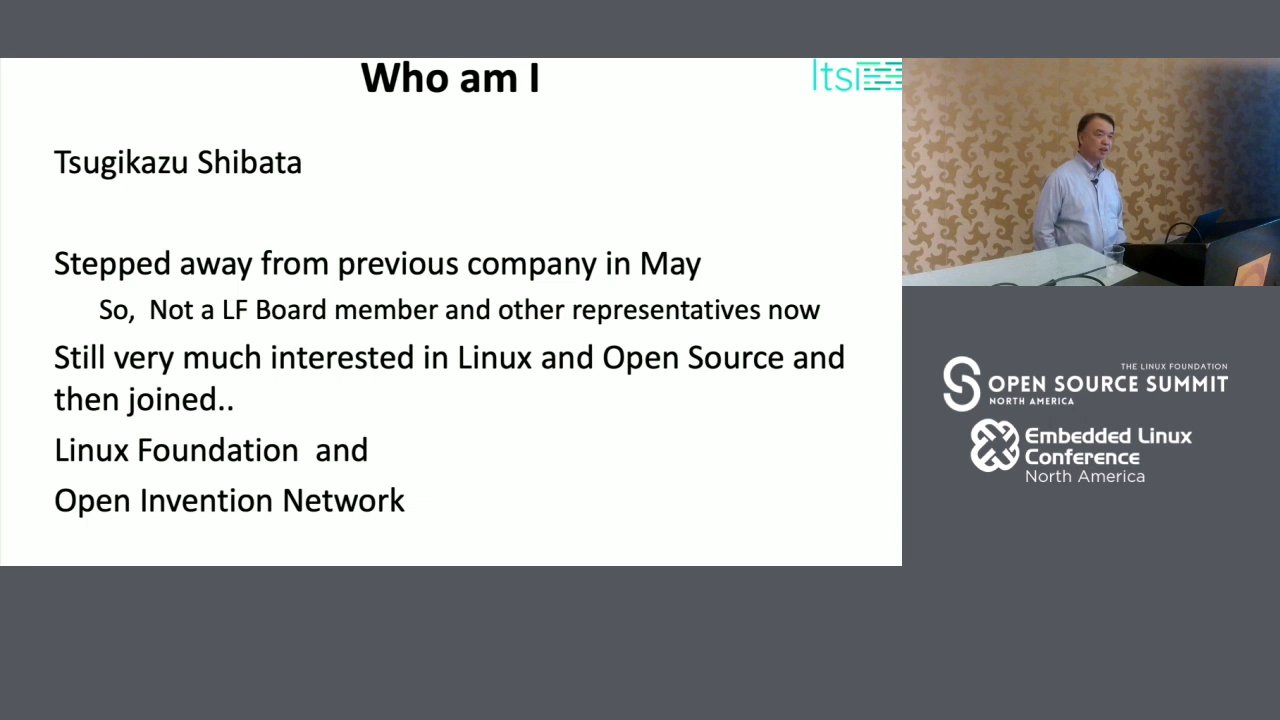 Who am I
ltsi
Tsugikazu Shibata
Stepped away from previous company in May
So,  Not a LF Board member and other representatives now
Still very much interested in Linux and Open Source and
then joined..
Linux Foundation  and
Open Invention Network
THE LINUX FOUNDATION
OPEN SOURCE SUMMIT
NORTH AMERICA
Embedded Linux
Conference
North America